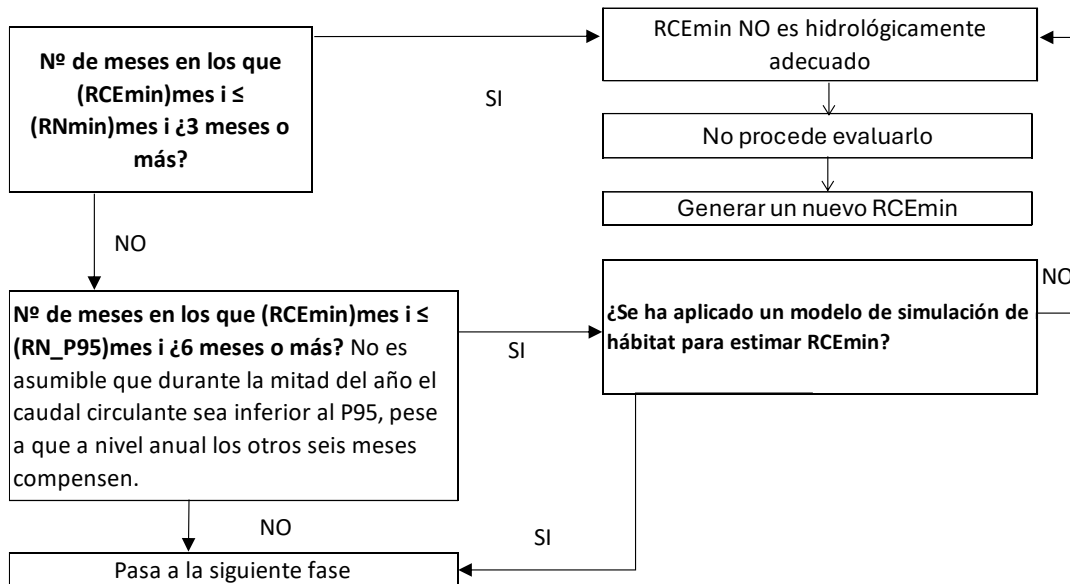 Nº de meses en los que
(RCEmin)mes i ≤
(RNmin)mes i ¿3 meses o
más?
SI
RCEmin NO es hidrológicamente
adecuado
No procede evaluarlo
Generar un nuevo RCEmin
NO
Nº de meses en los que (RCEmin)mes i ≤
(RN_P95)mes i ¿6 meses o más? No es
asumible que durante la mitad del año el
caudal circulante sea inferior al P95, pese
a que a nivel anual los otros seis meses
compensen.
SI
¿Se ha aplicado un modelo de simulación de
hábitat para estimar RCEmin?
NO
NO
SI
Pasa a la siguiente fase